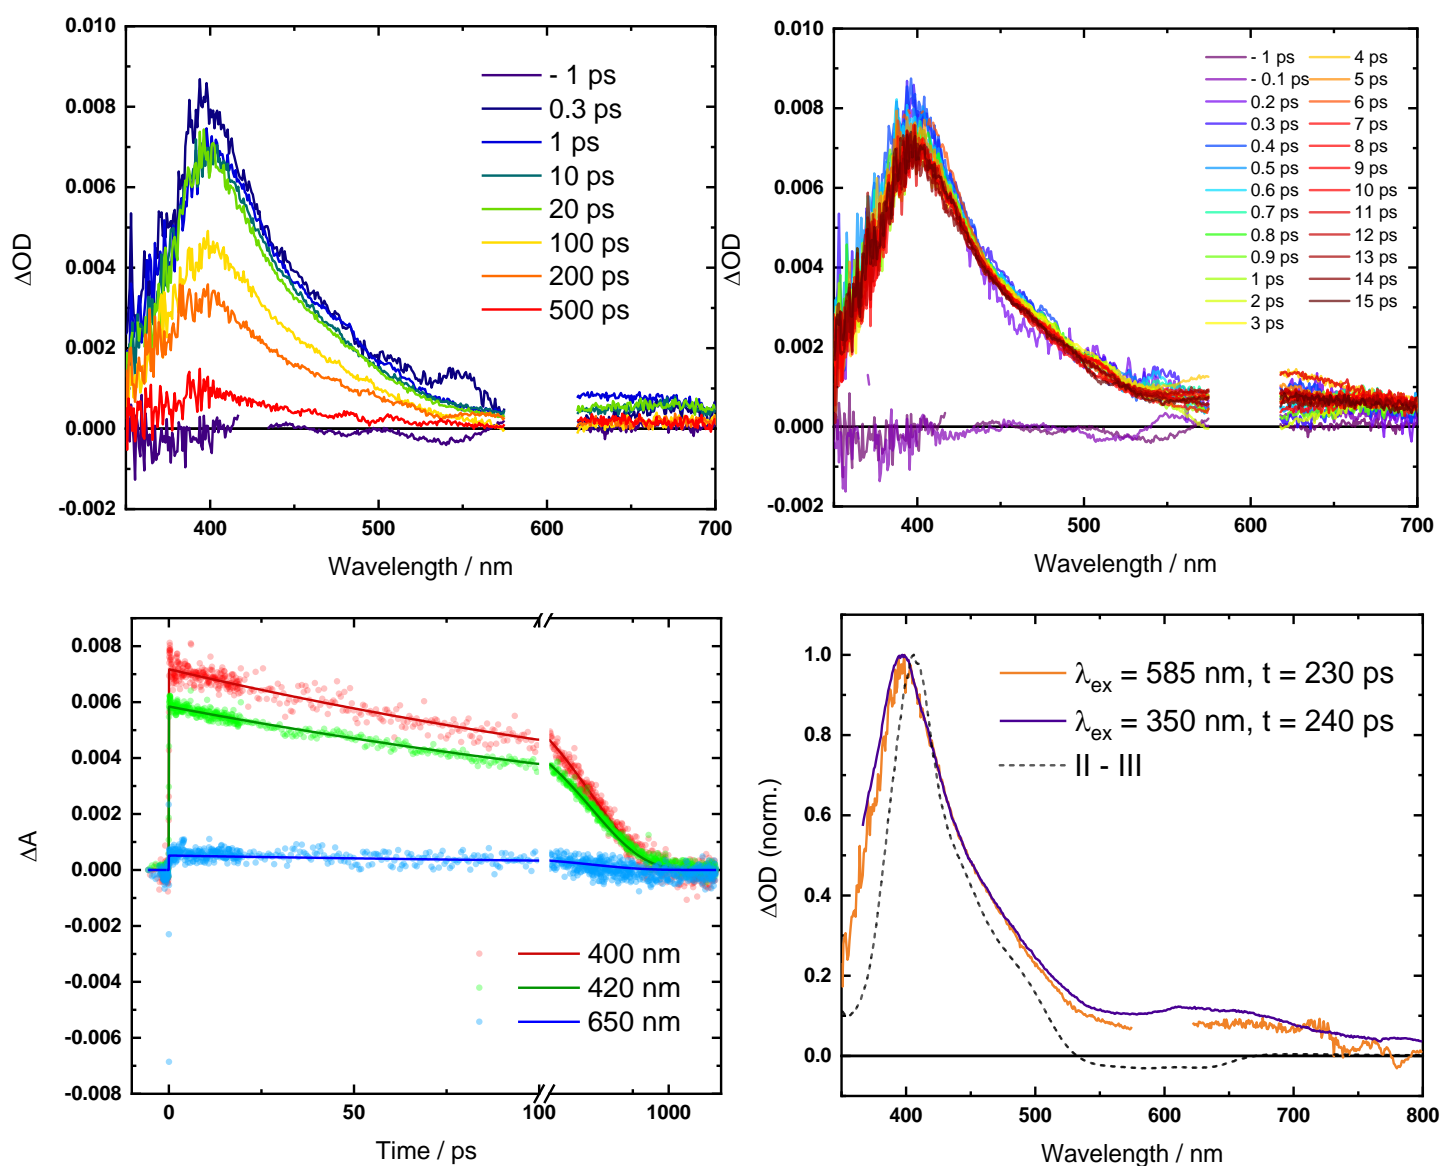 0.010
0.008
0.006
0.004
0.002
0.000
-0.002
ΔOD
400
500
600
700
Wavelength / nm
- 1 ps
0.3 ps
1 ps
10 ps
20 ps
100 ps
200 ps
500 ps
0.010
0.008
0.006
0.004
0.002
0.000
-0.002
ΔOD
400
500
600
700
Wavelength / nm
- 1 ps
- 0.1 ps
0.2 ps
0.3 ps
0.4 ps
0.5 ps
0.6 ps
0.7 ps
0.8 ps
0.9 ps
1 ps
2 ps
3 ps
4 ps
5 ps
6 ps
7 ps
8 ps
9 ps
10 ps
11 ps
12 ps
13 ps
14 ps
15 ps
0.008
0.006
0.004
0.002
0.000
-0.002
-0.004
-0.006
-0.008
ΔA
0
50
100
1000
Time / ps
400 nm
420 nm
650 nm
1.0
0.8
0.6
0.4
0.2
0.0
ΔOD (norm.)
400
500
600
700
800
Wavelength / nm
λex = 585 nm, t = 230 ps
λex = 350 nm, t = 240 ps
II - III